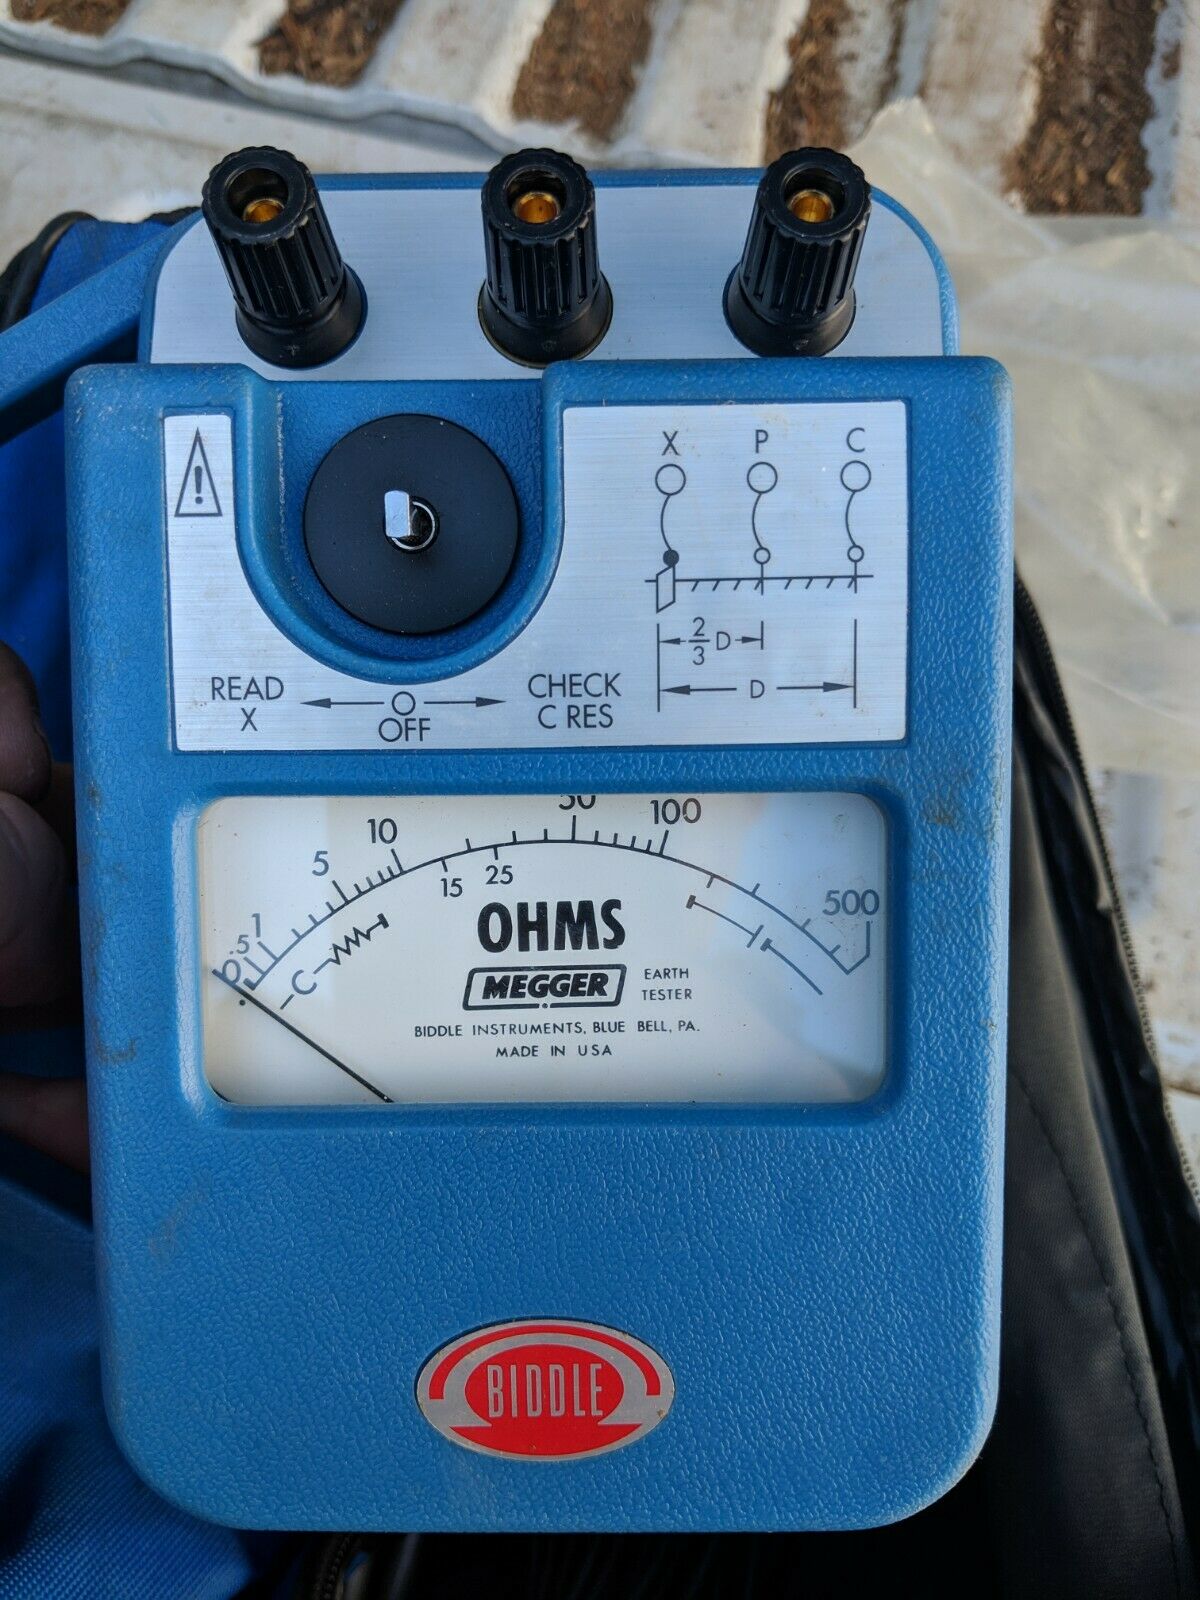 X P C
2/3 D
D
READ X
OFF
CHECK C RES
0 .5 1 5 10 15 25 50 100 500
-C
OHMS
MEGGER
EARTH TESTER
BIDDLE INSTRUMENTS, BLUE BELL, PA.
MADE IN USA
BIDDLE